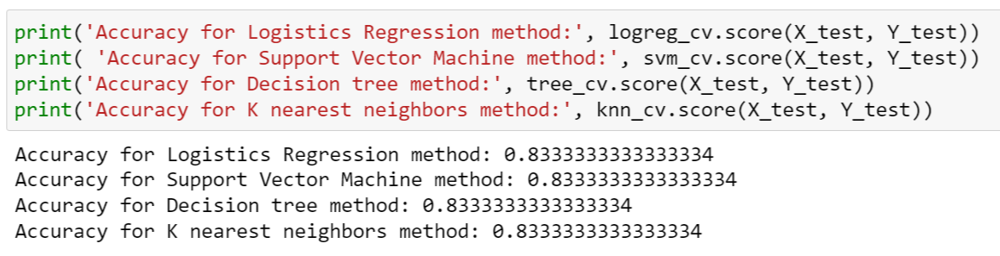 print('Accuracy for Logistics Regression method:', logreg_cv.score(X_test, Y_test))
print( 'Accuracy for Support Vector Machine method:', svm_cv.score(X_test, Y_test))
print('Accuracy for Decision tree method:', tree_cv.score(X_test, Y_test))
print('Accuracy for K nearest neighbors method:', knn_cv.score(X_test, Y_test))
Accuracy for Logistics Regression method: 0.8333333333333334
Accuracy for Support Vector Machine method: 0.8333333333333334
Accuracy for Decision tree method: 0.8333333333333334
Accuracy for K nearest neighbors method: 0.8333333333333334